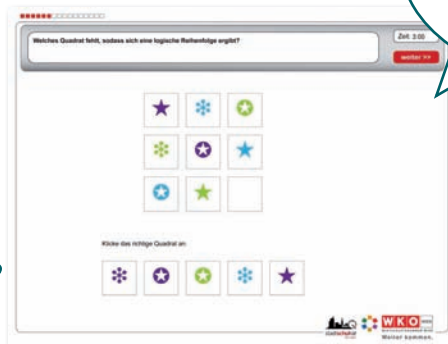 Welches Quadrat fehlt, sodass sich eine logische Reihenfolge ergibt?
Zeit 2:00
weiter >>
Klicke das richtige Quadrat an:
WKO
Weiter kommen.